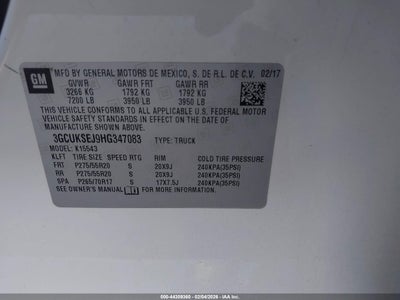 GM
MFD BY GENERAL MOTORS DE MEXICO, S. DE R.L. DE C.V. 02/17
GVWR GAWR FRT GAWR RR
3266 KG 1792 KG 1792 KG
7200 LB 3950 LB 3950 LB
THIS VEHICLE CONFORMS TO ALL APPLICABLE U.S. FEDERAL MOTOR
VEHICLE SAFETY STANDARDS IN EFFECT ON THE DATE OF
MANUFACTURE SHOWN ABOVE.
3GCUKSEJ9HG347083 TYPE: TRUCK
MODEL: K15543
KLFT TIRE SIZE SPEED RTG RIM COLD TIRE PRESSURE
FRT P275/55R20 S 20X9J 240KPA(35PSI)
RR P275/55R20 S 20X9J 240KPA(35PSI)
SPA P265/70R17 S 17X7.5J 240KPA(35PSI)
SEE OWNER'S MANUAL
600-44309360 - 02/04/2026 - IAA Inc.